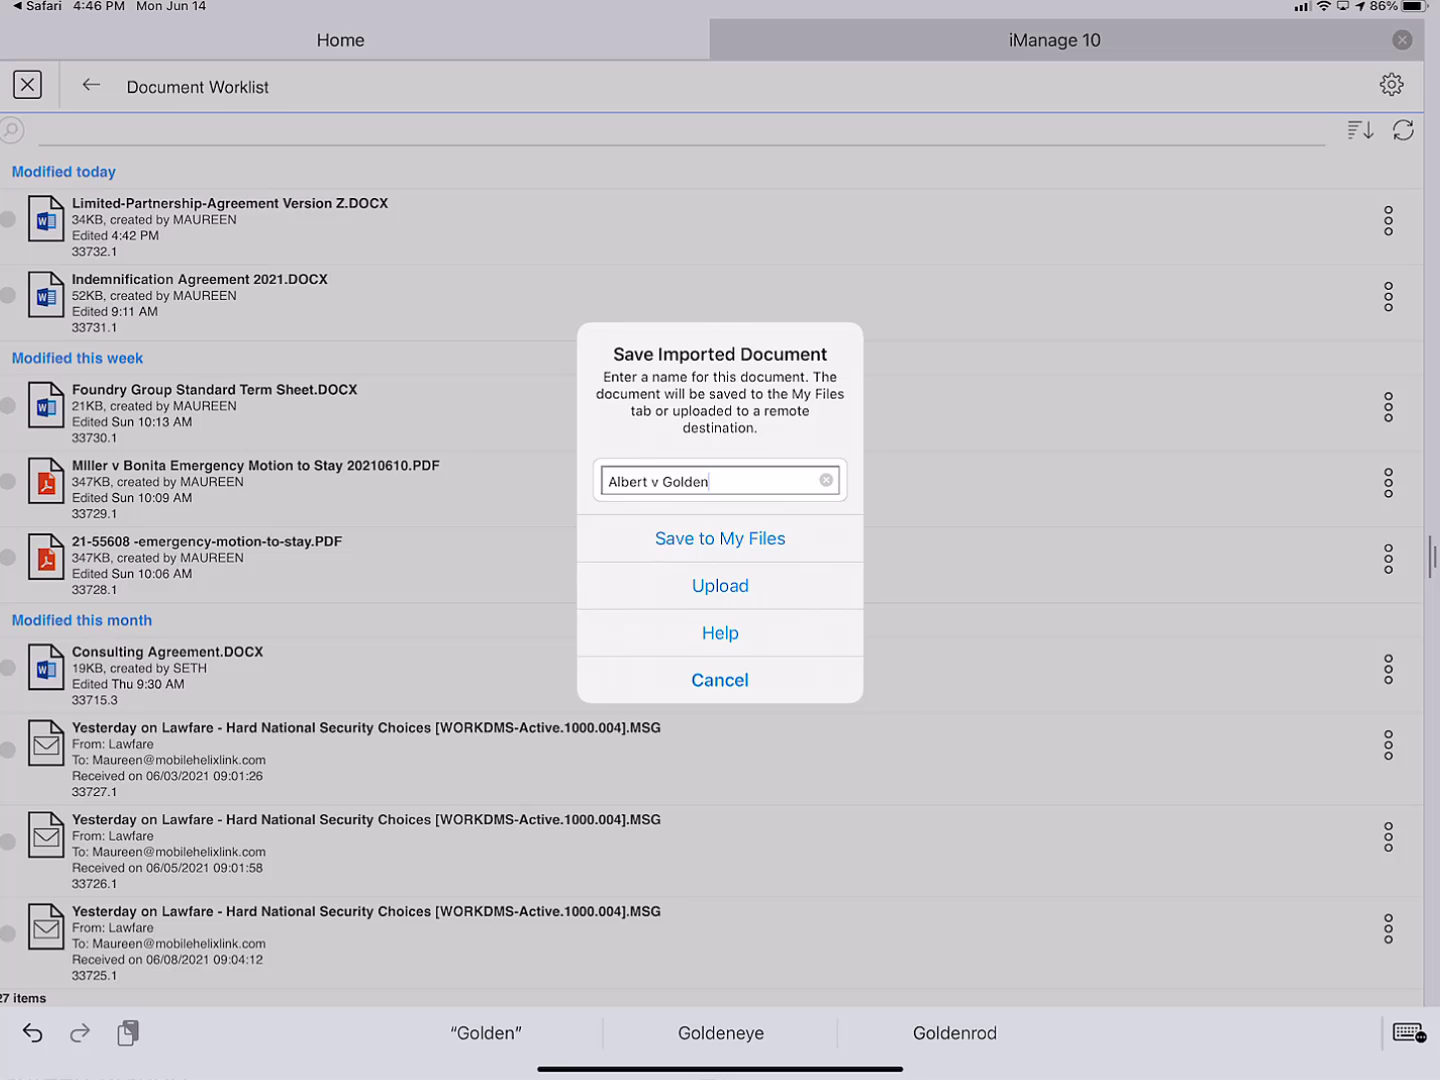 ◀ Safari 4:46 PM Mon Jun 14 86%
Home
iManage 10
Document Worklist
Modified today
Limited-Partnership-Agreement Version Z.DOCX
34KB, created by MAUREEN
Edited 4:42 PM
33732.1
Indemnification Agreement 2021.DOCX
52KB, created by MAUREEN
Edited 9:11 AM
33731.1
Modified this week
Foundry Group Standard Term Sheet.DOCX
21KB, created by MAUREEN
Edited Sun 10:13 AM
33730.1
MIller v Bonita Emergency Motion to Stay 20210610.PDF
347KB, created by MAUREEN
Edited Sun 10:09 AM
33729.1
21-55608 -emergency-motion-to-stay.PDF
347KB, created by MAUREEN
Edited Sun 10:06 AM
33728.1
Modified this month
Consulting Agreement.DOCX
19KB, created by SETH
Edited Thu 9:30 AM
33715.3
Yesterday on Lawfare - Hard National Security Choices [WORKDMS-Active.1000.004].MSG
From: Lawfare
To: Maureen@mobilehelixlink.com
Received on 06/03/2021 09:01:26
33727.1
Yesterday on Lawfare - Hard National Security Choices [WORKDMS-Active.1000.004].MSG
From: Lawfare
To: Maureen@mobilehelixlink.com
Received on 06/05/2021 09:01:58
33726.1
Yesterday on Lawfare - Hard National Security Choices [WORKDMS-Active.1000.004].MSG
From: Lawfare
To: Maureen@mobilehelixlink.com
Received on 06/08/2021 09:04:12
33725.1
27 items
Save Imported Document
Enter a name for this document. The
document will be saved to the My Files
tab or uploaded to a remote
destination.
Albert v Golden
Save to My Files
Upload
Help
Cancel
“Golden” Goldeneye Goldenrod